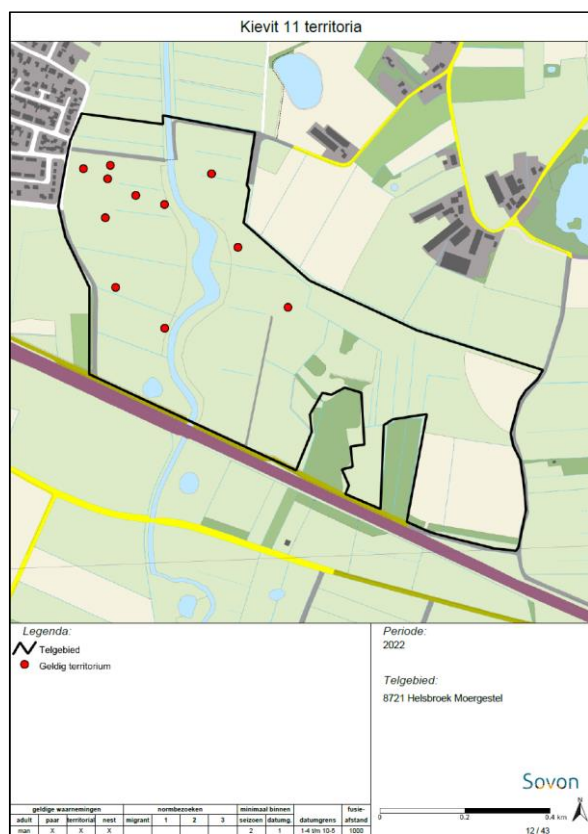 Kievit 11 territoria
Legenda:
Telgebied
Geldig territorium
Periode:
2022
Telgebied:
8721 Helsbroek Moergestel
Sovon
0 0.2 0.4 km
N
12 / 43
geldige waarnemingen normbezoeken minimaal binnen fusie-
adult paar territorial nest migrant 1 2 3 seizoen datumg. datumgrens afstand
man X X X 2 1 1-4 t/m 10-5 1000